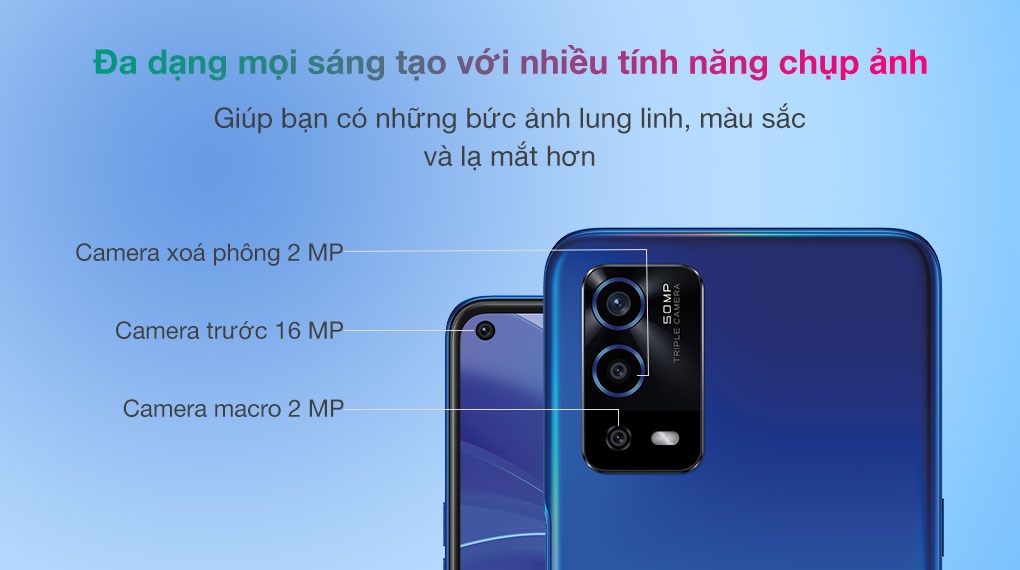 Đa dạng mọi sáng tạo với nhiều tính năng chụp ảnh
Giúp bạn có những bức ảnh lung linh, màu sắc
và lạ mắt hơn
Camera xoá phông 2 MP
Camera trước 16 MP
Camera macro 2 MP
50MP
TRIPLE CAMERA